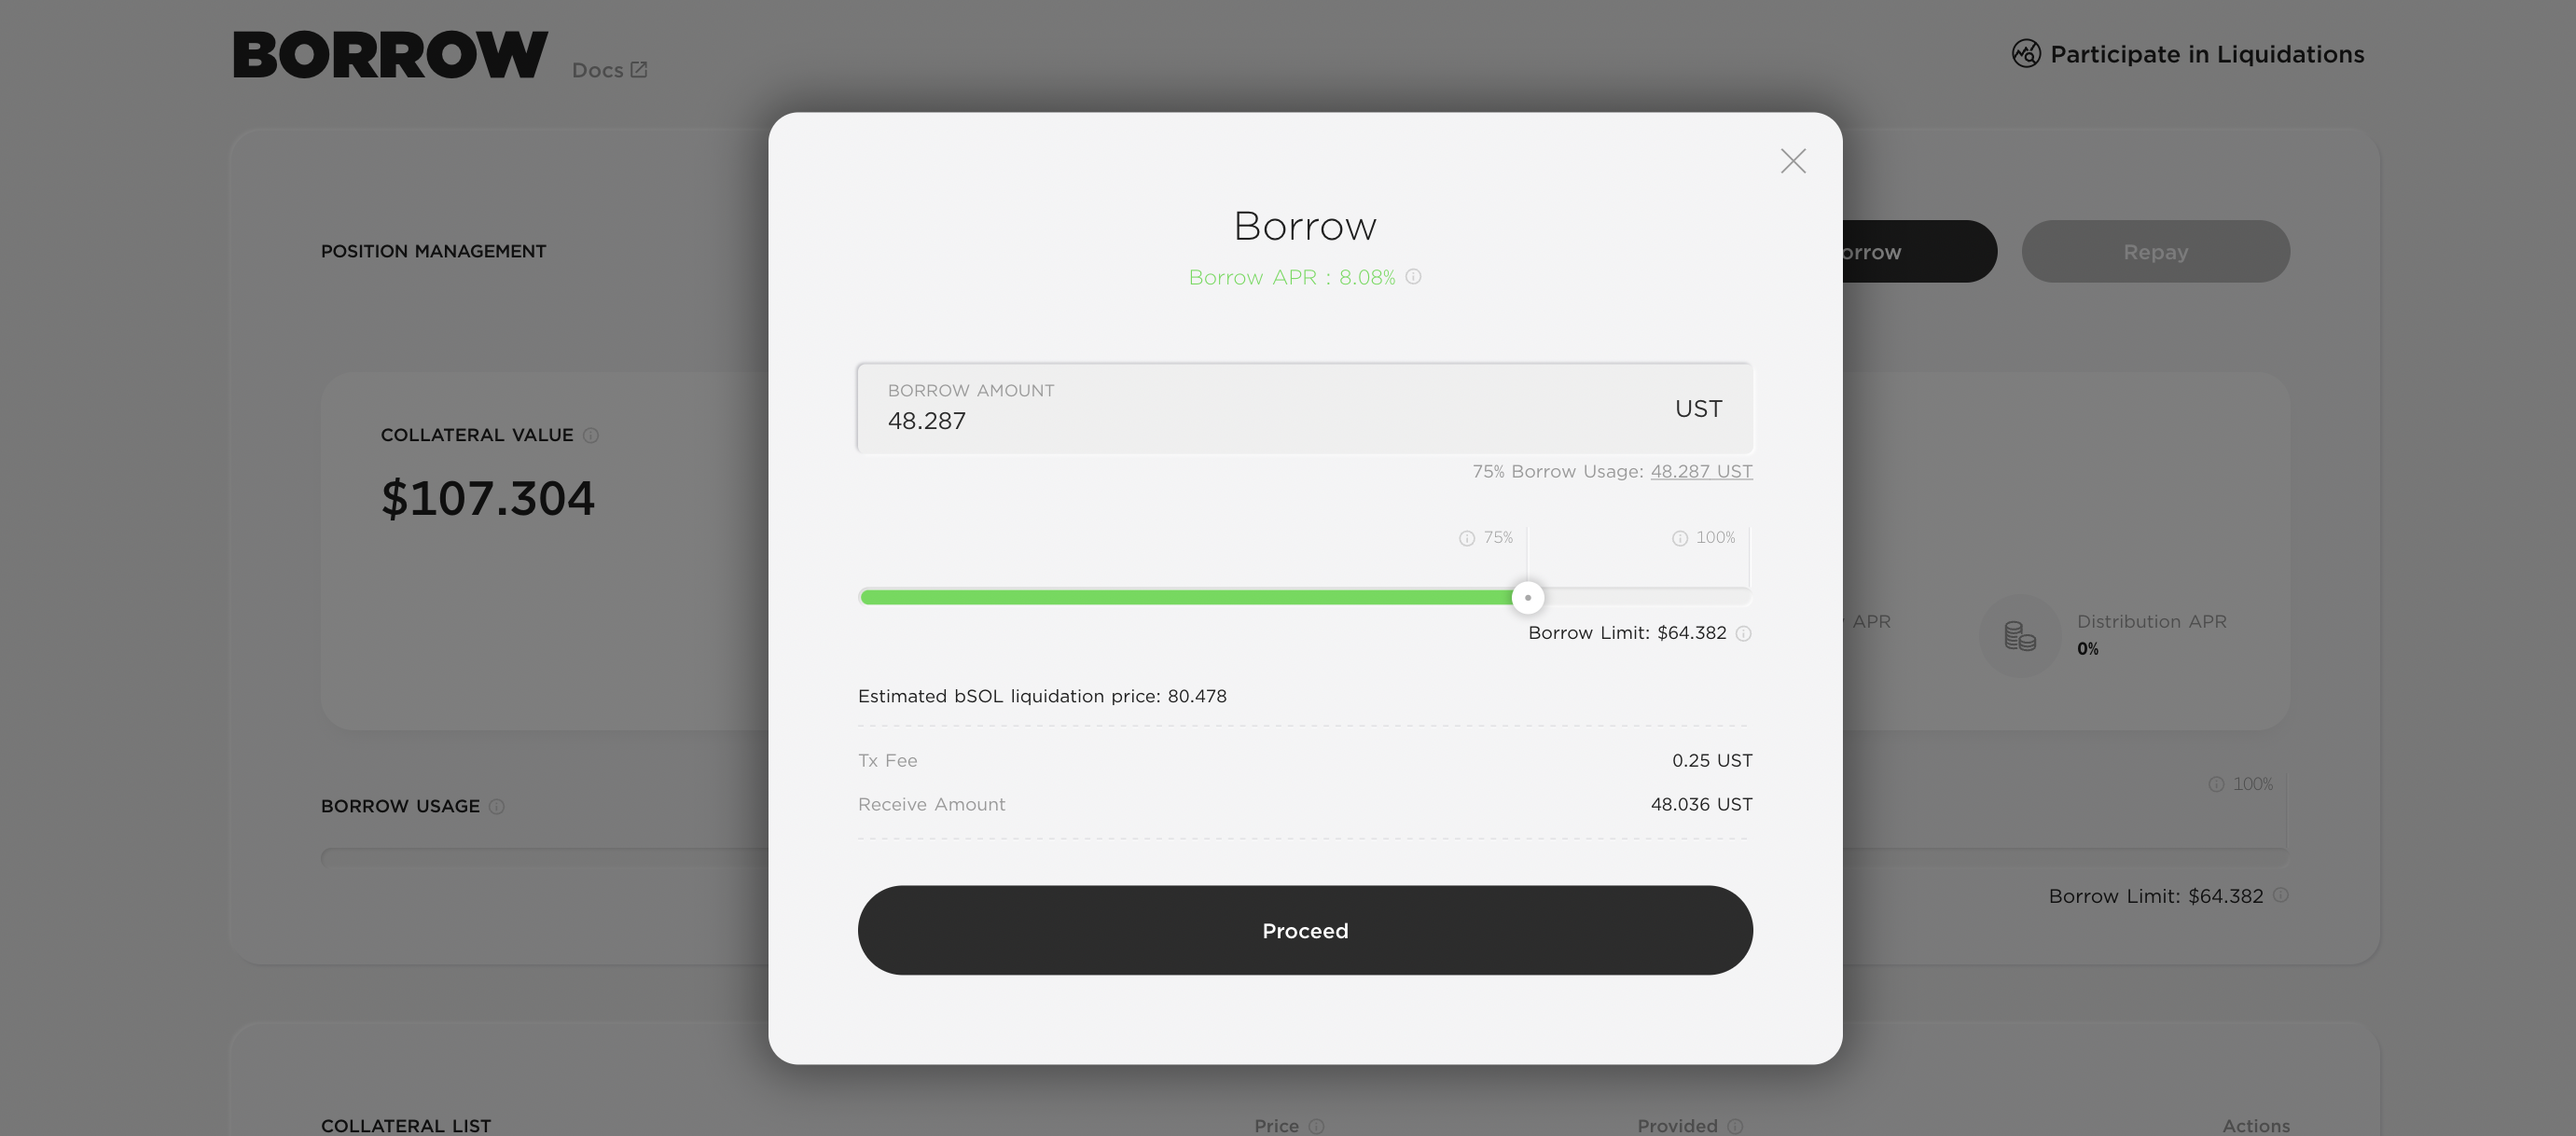 BORROW Docs
Participate in Liquidations
Borrow
Borrow APR : 8.08%
POSITION MANAGEMENT
orrow
Repay
BORROW AMOUNT
48.287
UST
75% Borrow Usage: 48.287 UST
COLLATERAL VALUE
$107.304
75%
100%
Borrow Limit: $64.382
APR
Distribution APR
0%
Estimated bSOL liquidation price: 80.478
Tx Fee 0.25 UST
Receive Amount 48.036 UST
BORROW USAGE
100%
Borrow Limit: $64.382
Proceed
COLLATERAL LIST Price Provided Actions